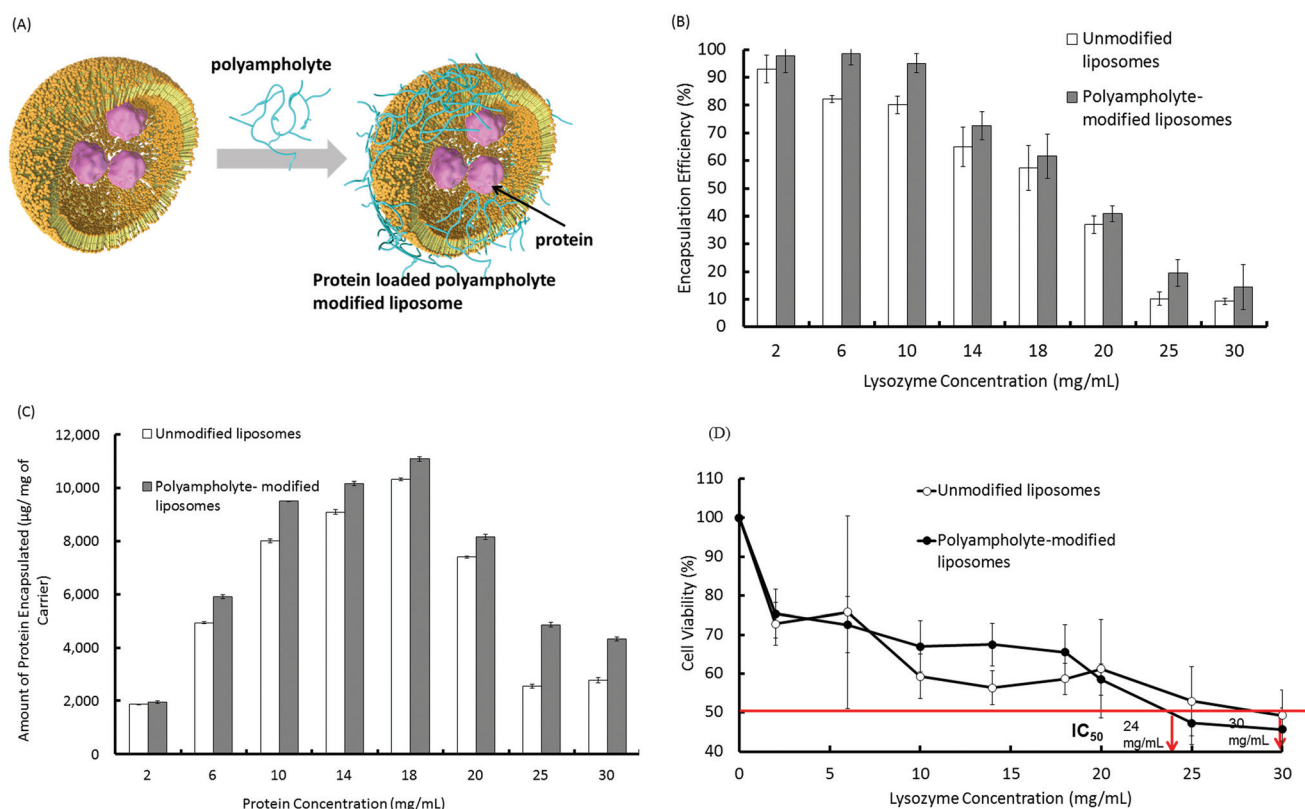 (A)
polyampholyte
protein
Protein loaded polyampholyte
modified liposome
(B)
Unmodified
liposomes
Polyampholyte-
modified liposomes
Encapsulation Efficiency (%)
100
90
80
70
60
50
40
30
20
10
0
2 6 10 14 18 20 25 30
Lysozyme Concentration (mg/mL)
(C)
Unmodified liposomes
Polyampholyte- modified
liposomes
Amount of Protein Encapsulated (µg/ mg of
Carrier)
12,000
10,000
8,000
6,000
4,000
2,000
0
2 6 10 14 18 20 25 30
Protein Concentration (mg/mL)
(D)
Unmodified liposomes
Polyampholyte-modified
liposomes
Cell Viability (%)
110
100
90
80
70
60
50
40
IC50
24
mg/mL
30
mg/mL
0 5 10 15 20 25 30
Lysozyme Concentration (mg/mL)